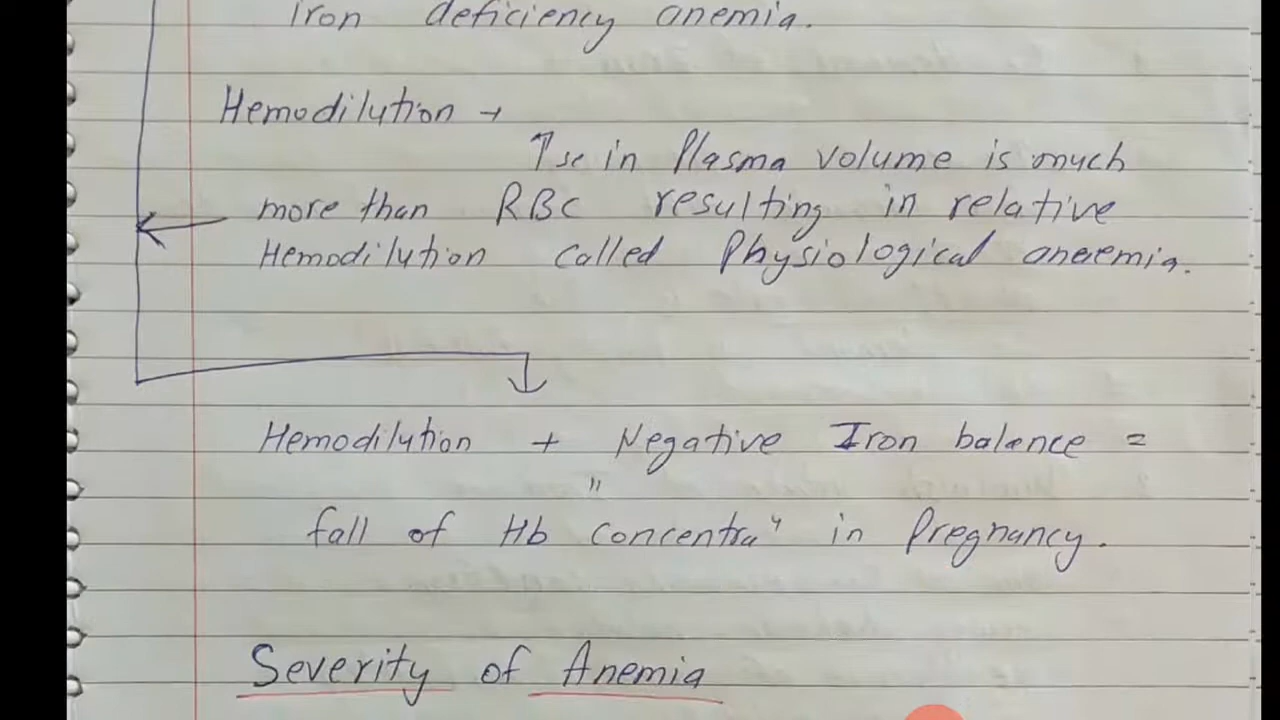 Iron deficiency anemia.
Hemodilution →
↑se in Plasma volume is much
more than RBC resulting in relative
Hemodilution called Physiological anaemia.
Hemodilution + Negative Iron balance =
"
fall of Hb concentraⁿ in Pregnancy.
Severity of Anemia